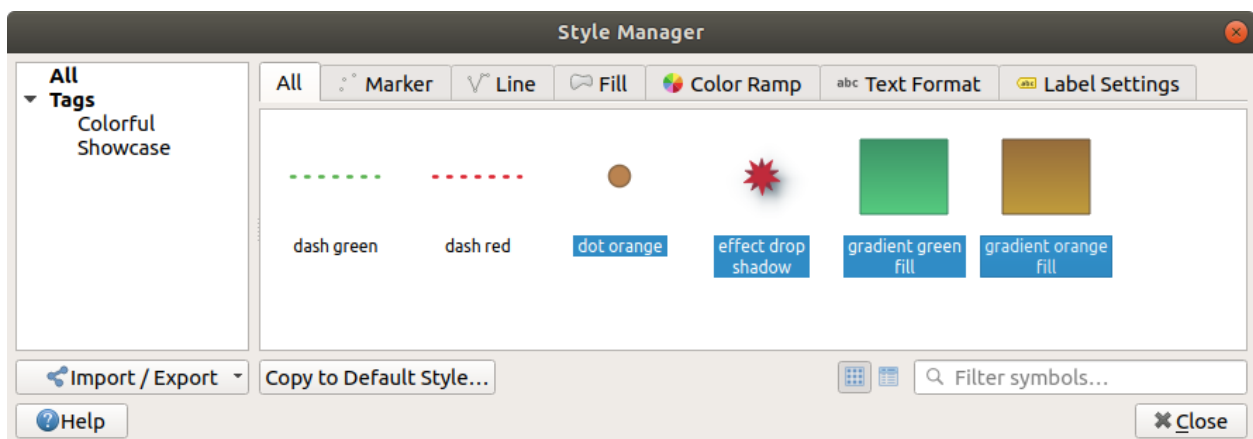 Style Manager
All
Tags
Colorful
Showcase
All
Marker
Line
Fill
Color Ramp
abc Text Format
abc Label Settings
dash green
dash red
dot orange
effect drop
shadow
gradient green
fill
gradient orange
fill
Import / Export
Copy to Default Style...
Filter symbols...
Help
Close